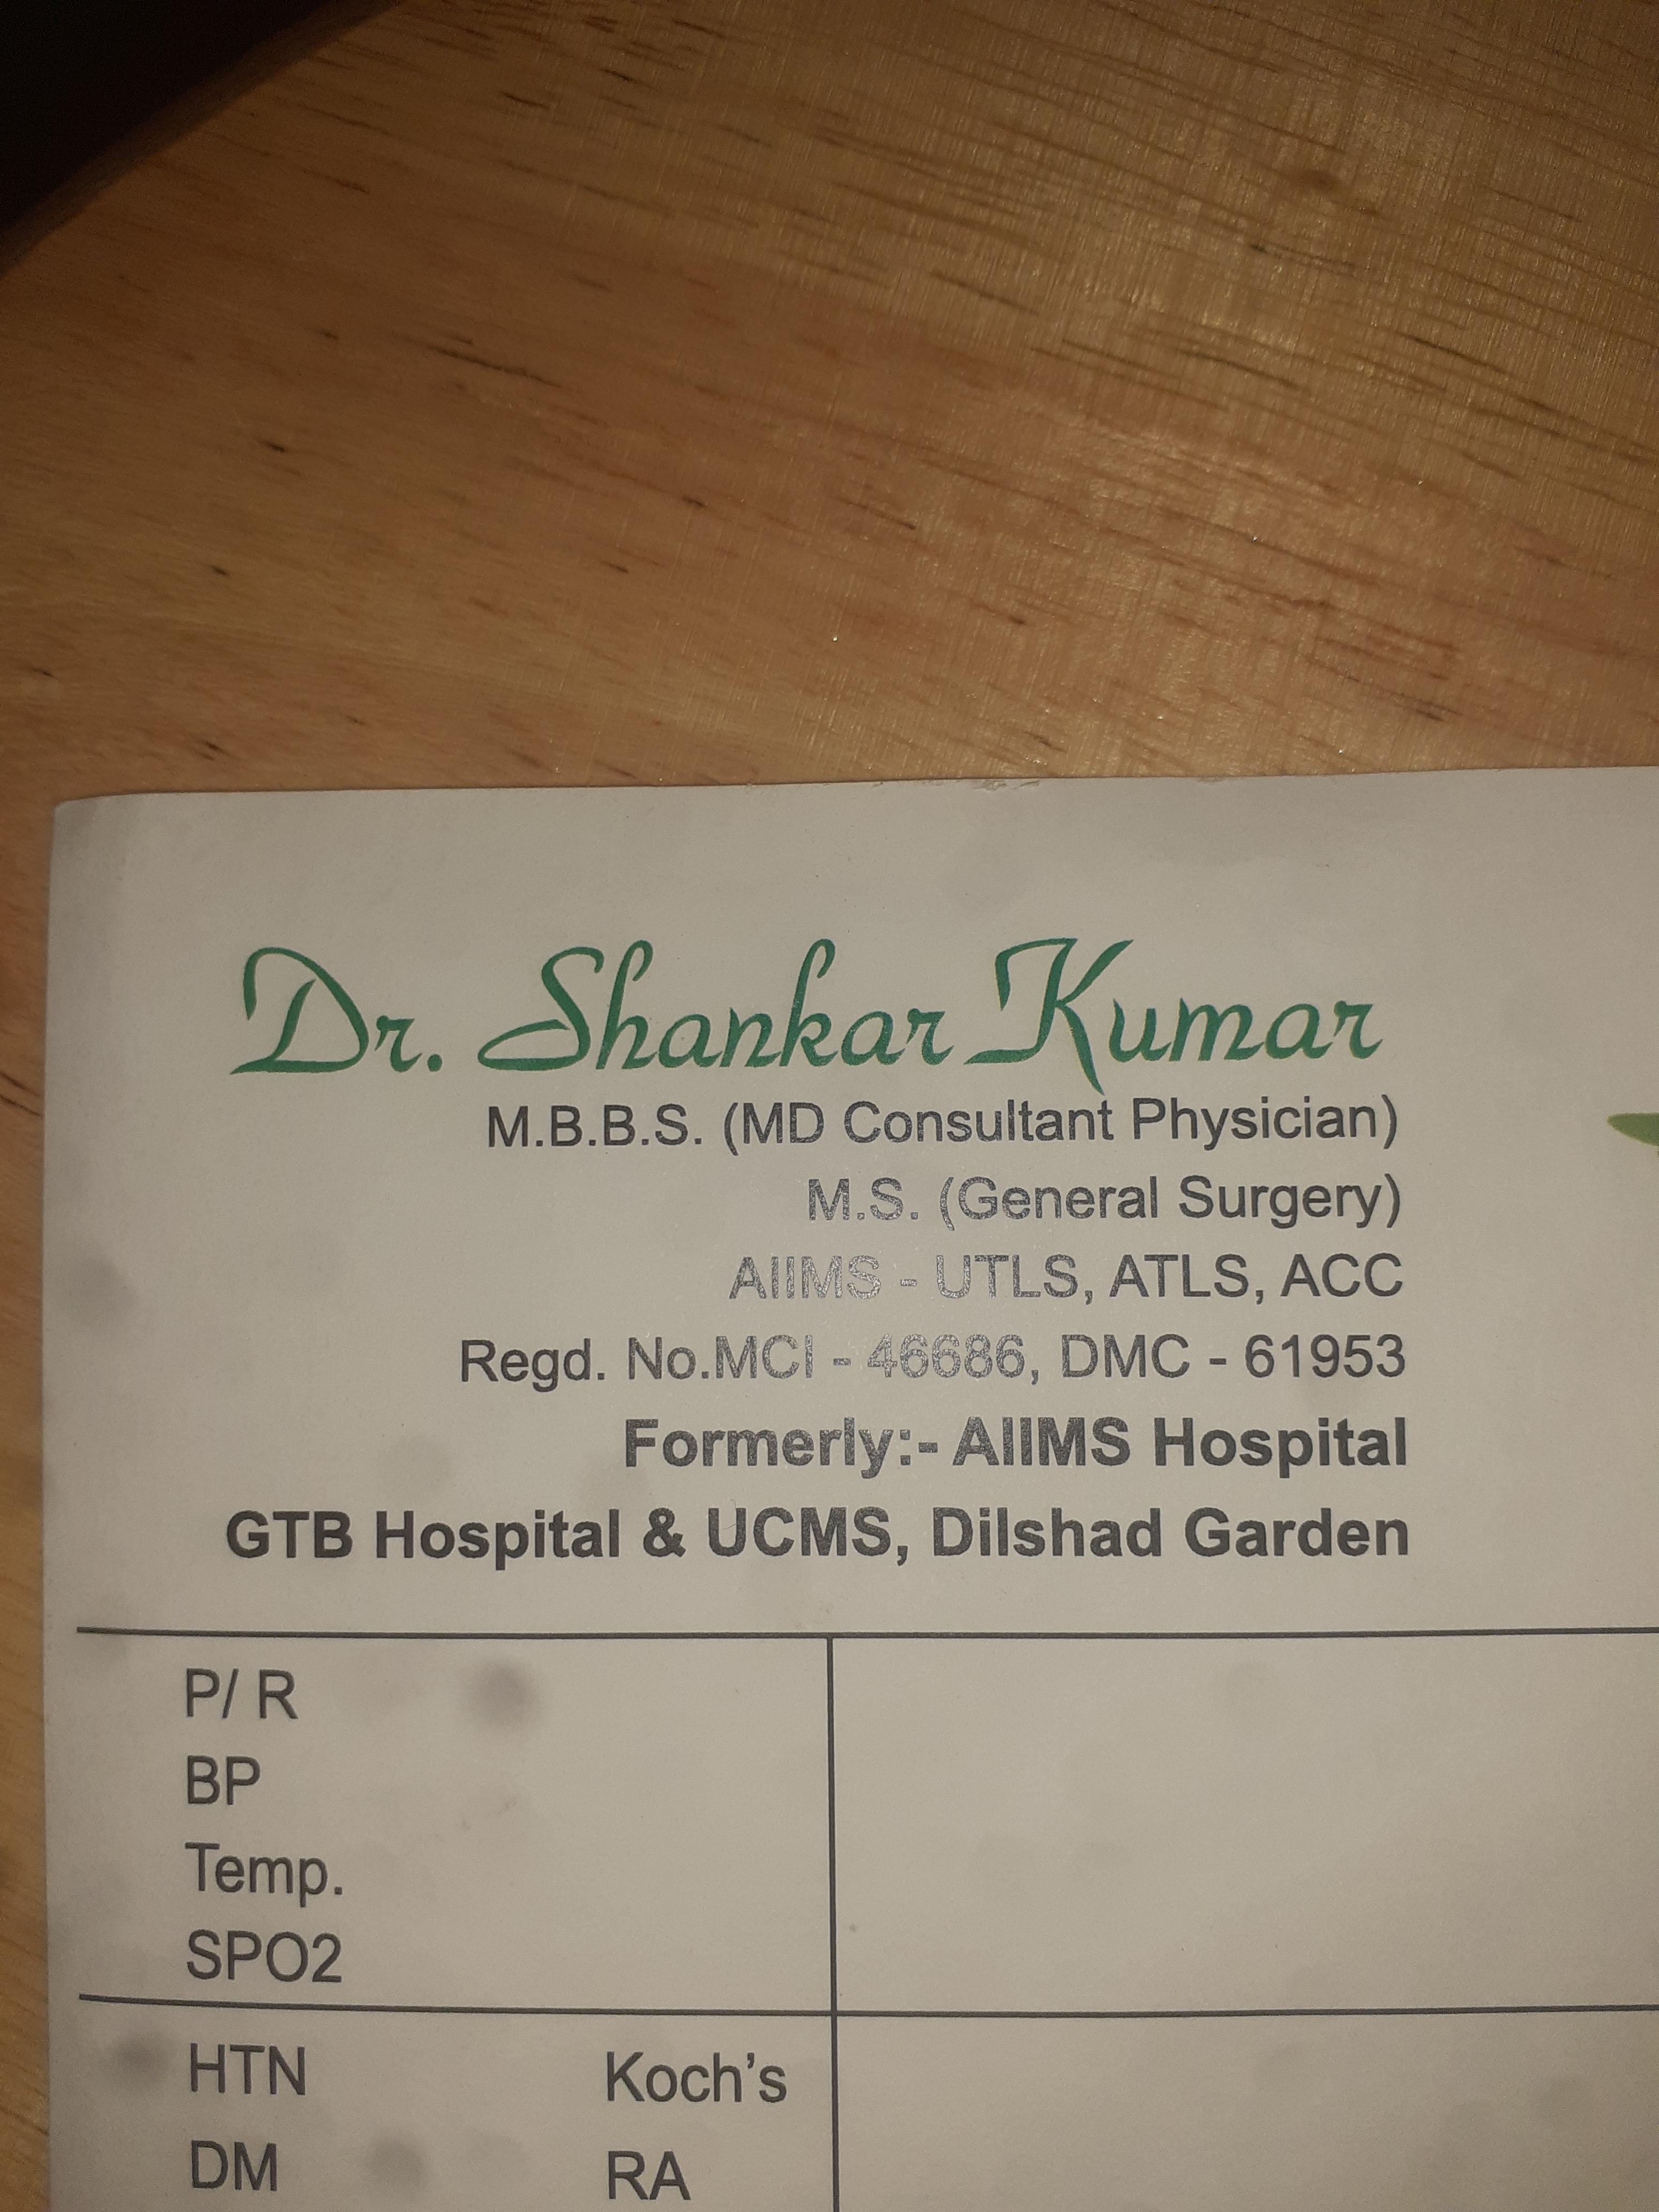 Dr. Shankar Kumar
M.B.B.S. (MD Consultant Physician)
M.S. (General Surgery)
AIIMS - UTLS, ATLS, ACC
Regd. No.MCI - 46686, DMC - 61953
Formerly:- AIIMS Hospital
GTB Hospital & UCMS, Dilshad Garden
P/ R
BP
Temp.
SPO2
HTN Koch's
DM RA